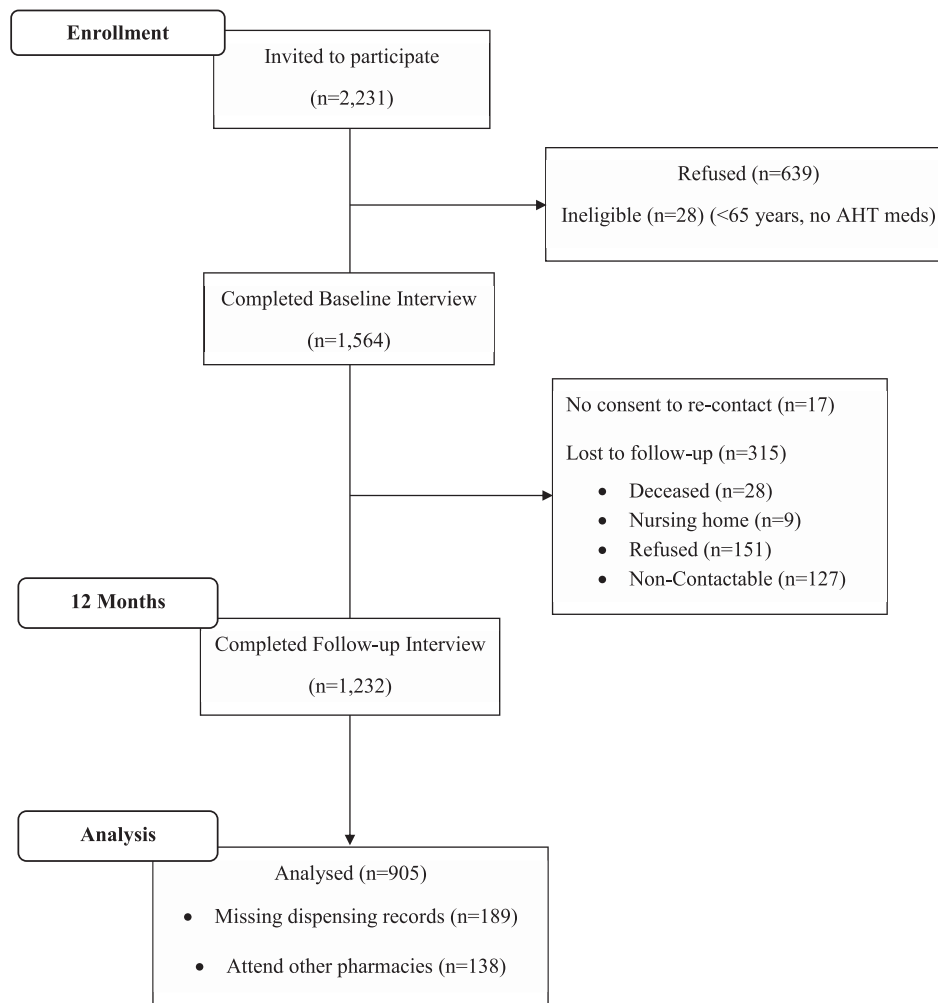 Enrollment
Invited to participate
(n=2,231)
Refused (n=639)
Ineligible (n=28) (<65 years, no AHT meds)
Completed Baseline Interview
(n=1,564)
No consent to re-contact (n=17)
Lost to follow-up (n=315)
• Deceased (n=28)
• Nursing home (n=9)
• Refused (n=151)
• Non-Contactable (n=127)
12 Months
Completed Follow-up Interview
(n=1,232)
Analysis
Analysed (n=905)
• Missing dispensing records (n=189)
• Attend other pharmacies (n=138)